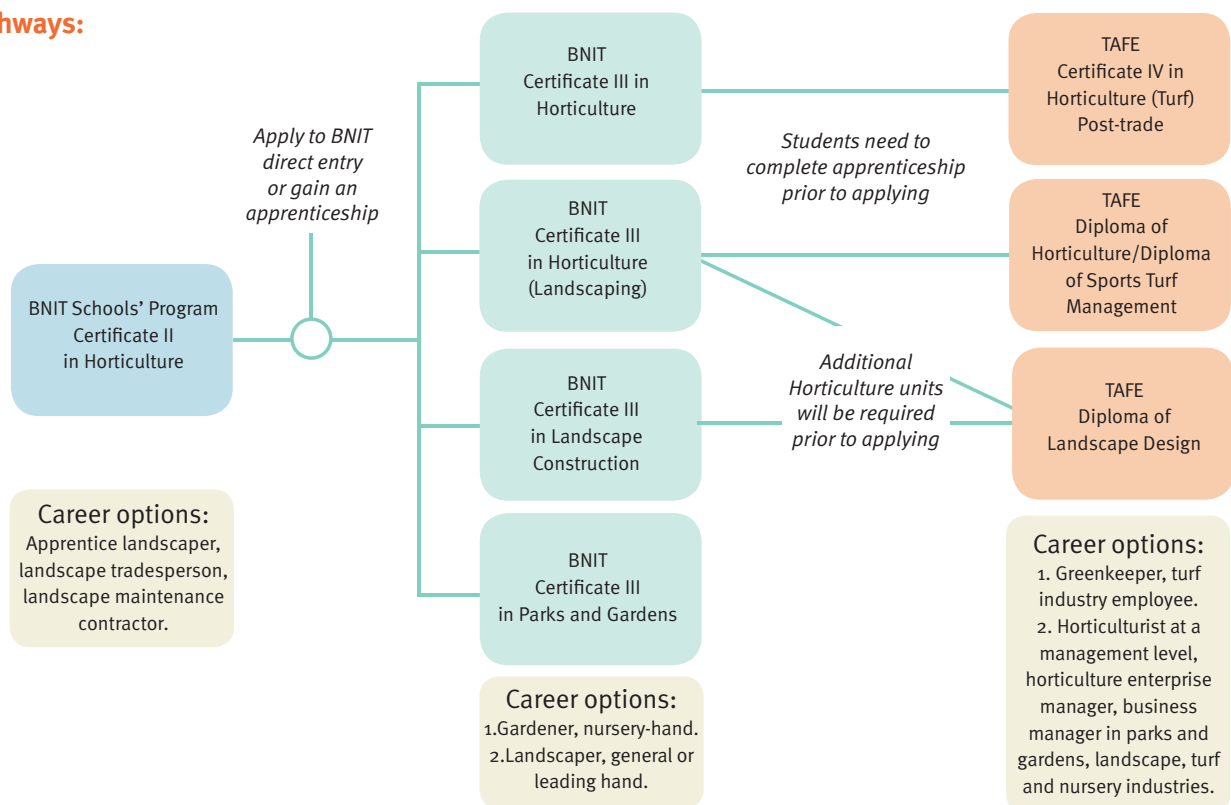 hways:
BNIT Schools’ Program
Certificate II
in Horticulture
Career options:
Apprentice landscaper,
landscape tradesperson,
landscape maintenance
contractor.
Apply to BNIT
direct entry
or gain an
apprenticeship
BNIT
Certificate III in
Horticulture
BNIT
Certificate III
in Horticulture
(Landscaping)
BNIT
Certificate III
in Landscape
Construction
BNIT
Certificate III
in Parks and Gardens
Career options:
1.Gardener, nursery-hand.
2.Landscaper, general or
leading hand.
Students need to
complete apprenticeship
prior to applying
Additional
Horticulture units
will be required
prior to applying
TAFE
Certificate IV in
Horticulture (Turf)
Post-trade
TAFE
Diploma of
Horticulture/Diploma
of Sports Turf
Management
TAFE
Diploma of
Landscape Design
Career options:
1. Greenkeeper, turf
industry employee.
2. Horticulturist at a
management level,
horticulture enterprise
manager, business
manager in parks and
gardens, landscape, turf
and nursery industries.